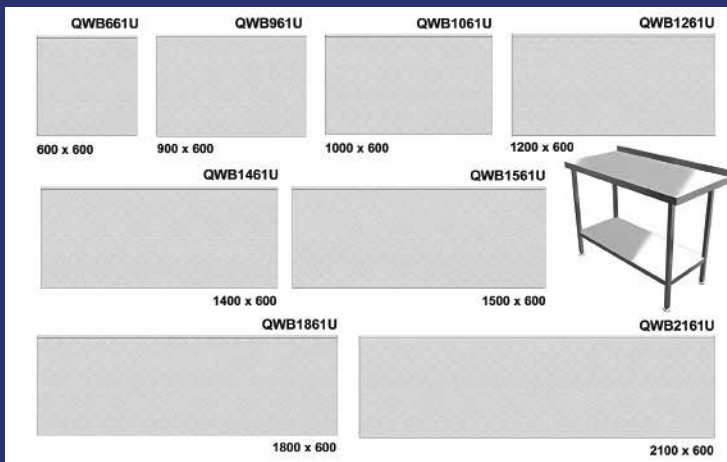 QWB661U
QWB961U
QWB1061U
QWB1261U
600 x 600
900 x 600
1000 x 600
1200 x 600
QWB1461U
QWB1561U
1400 x 600
1500 x 600
QWB1861U
QWB2161U
1800 x 600
2100 x 600